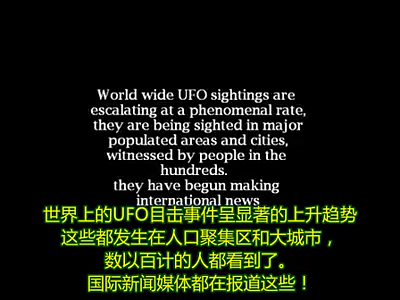 World wide UFO sightings are
escalating at a phenomenal rate,
they are being sighted in major
populated areas and cities,
witnessed by people in the
hundreds.
they have begun making
international news
世界上的UFO目击事件呈显著的上升趋势
这些都发生在人口聚集区和大城市，
数以百计的人都看到了。
国际新闻媒体都在报道这些！